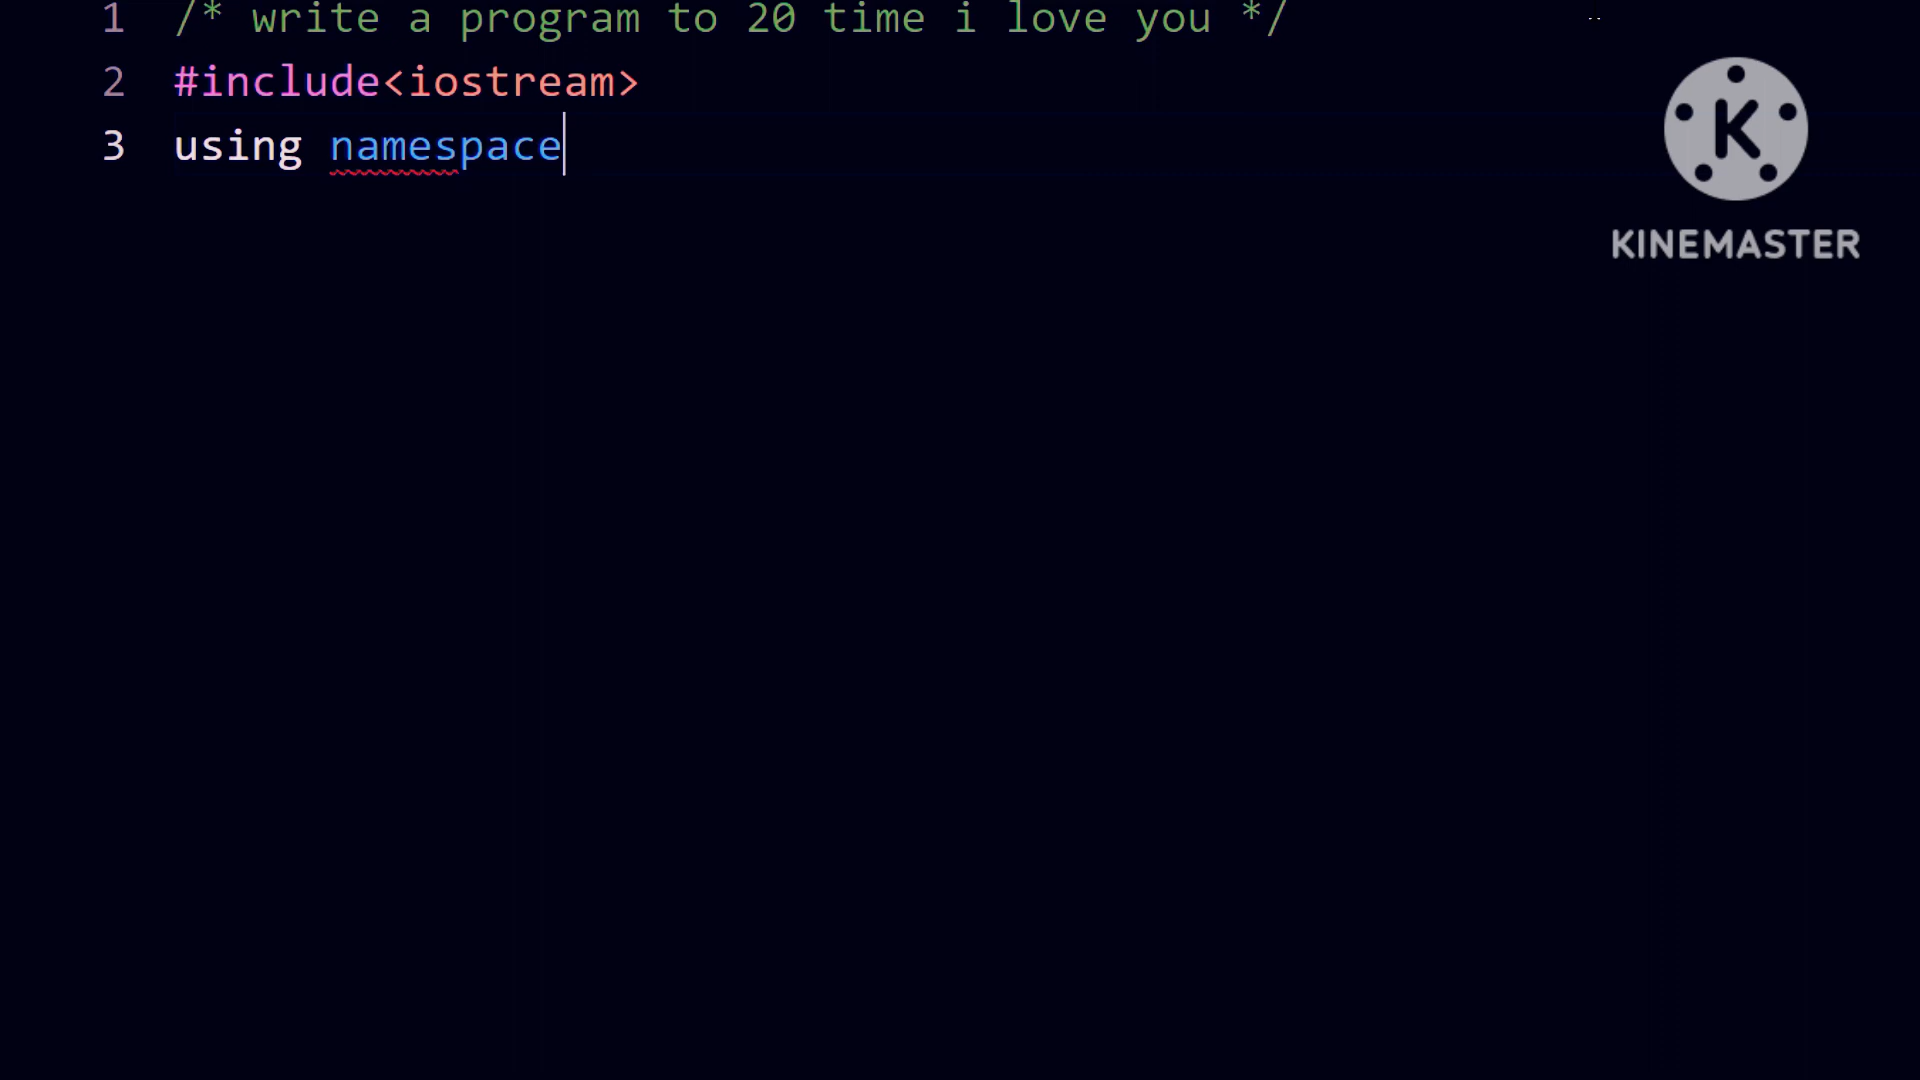 1 /* write a program to 20 time i love you */
2 #include<iostream>
3 using namespace
K
KINEMASTER